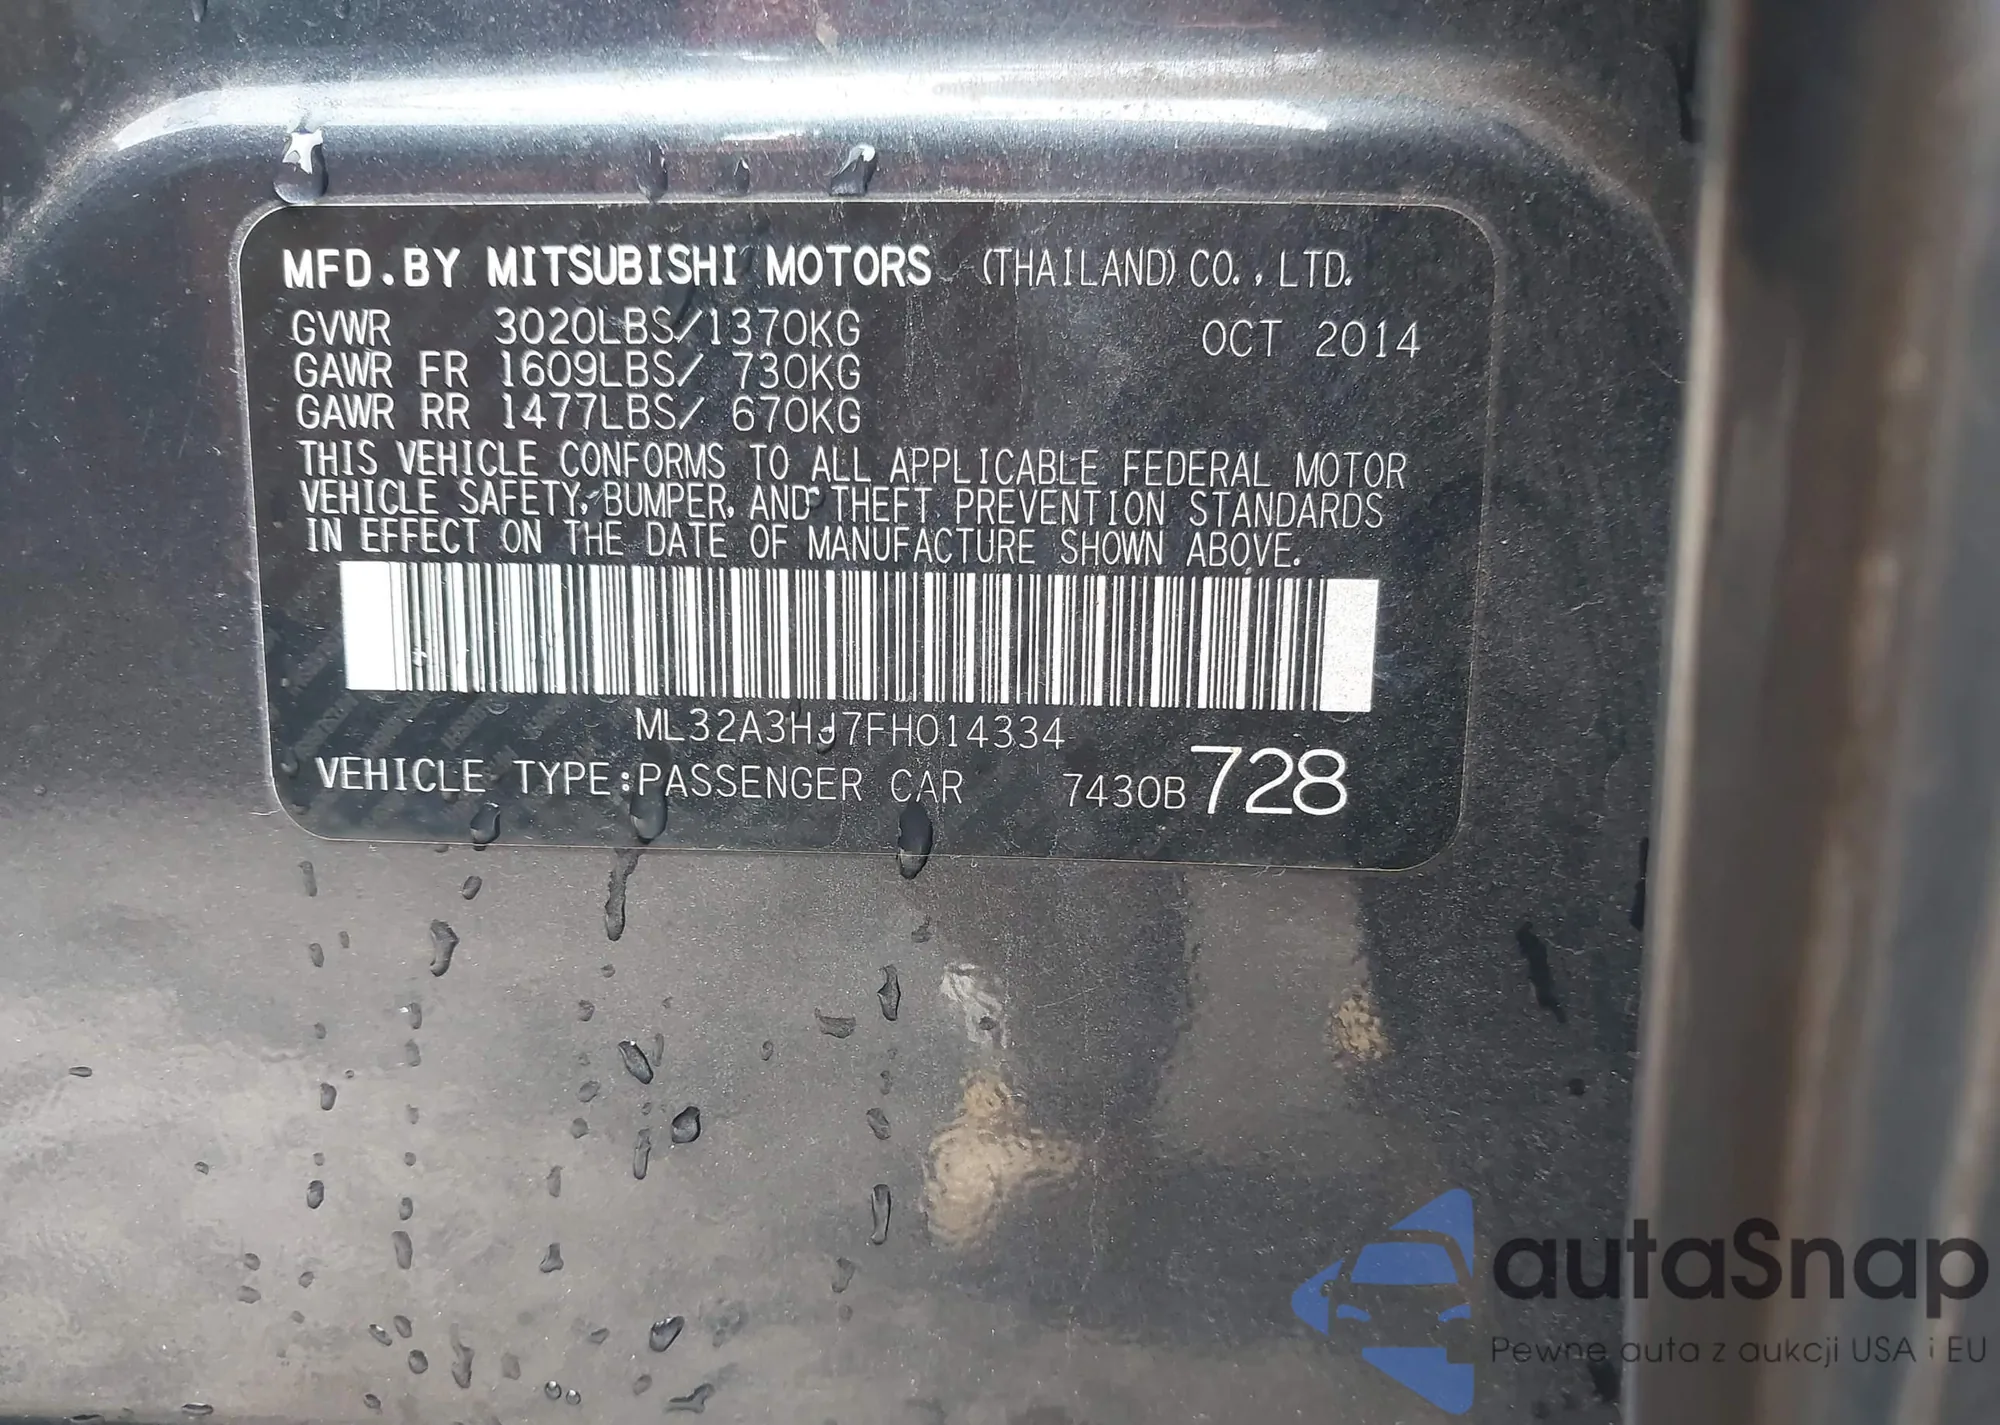 MFD.BY MITSUBISHI MOTORS (THAILAND) CO.,LTD.
GVWR 3020LBS/1370KG OCT 2014
GAWR FR 1609LBS/ 730KG
GAWR RR 1477LBS/ 670KG
THIS VEHICLE CONFORMS TO ALL APPLICABLE FEDERAL MOTOR
VEHICLE SAFETY, BUMPER, AND THEFT PREVENTION STANDARDS
IN EFFECT ON THE DATE OF MANUFACTURE SHOWN ABOVE.
ML32A3HJ7FH014334
VEHICLE TYPE:PASSENGER CAR 7430B 728
autaSnap
Pewne auta z aukcji USA i EU